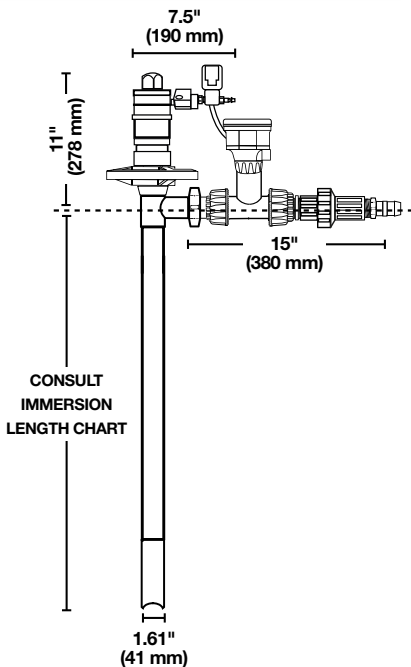 7.5"
(190 mm)
11"
(278 mm)
15"
(380 mm)
CONSULT
IMMERSION
LENGTH CHART
1.61"
(41 mm)